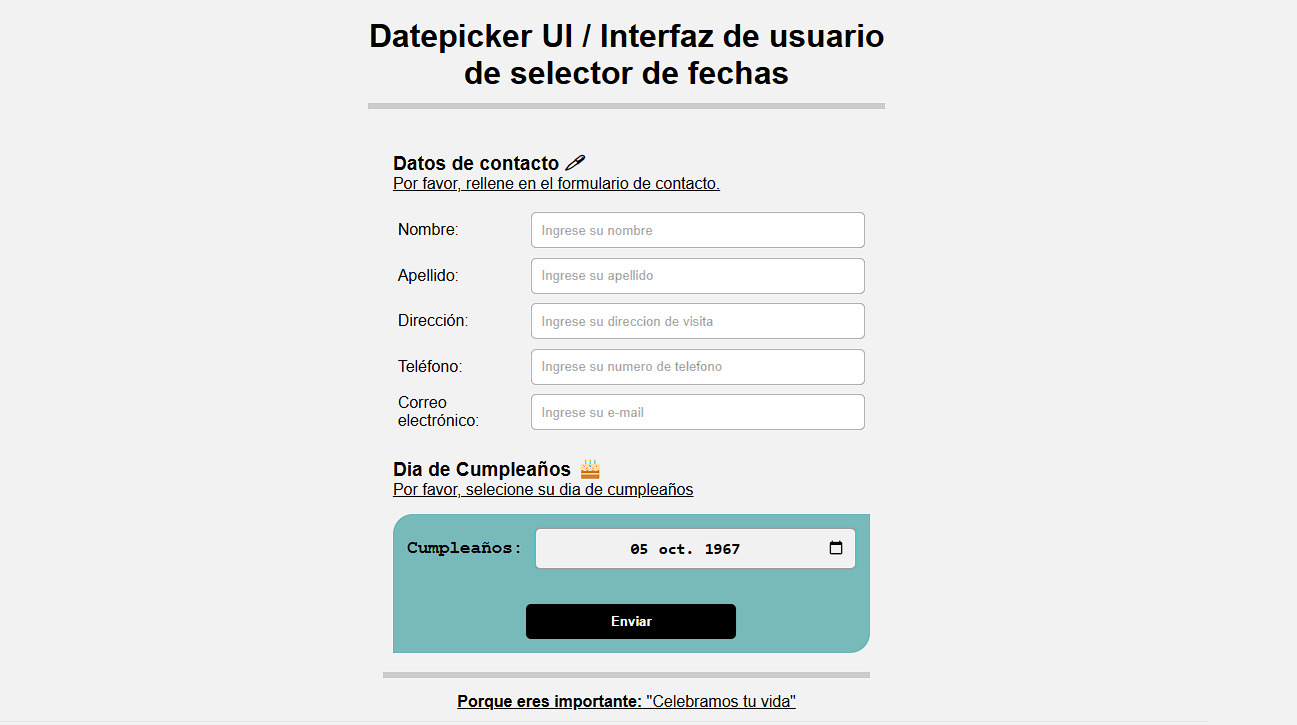 Datepicker UI / Interfaz de usuario
de selector de fechas
Datos de contacto
Por favor, rellene en el formulario de contacto.
Nombre: Ingrese su nombre
Apellido: Ingrese su apellido
Dirección: Ingrese su direccion de visita
Teléfono: Ingrese su numero de telefono
Correo
electrónico: Ingrese su e-mail
Dia de Cumpleaños
Por favor, selecione su dia de cumpleaños
Cumpleaños: 05 oct. 1967
Enviar
Porque eres importante: "Celebramos tu vida"